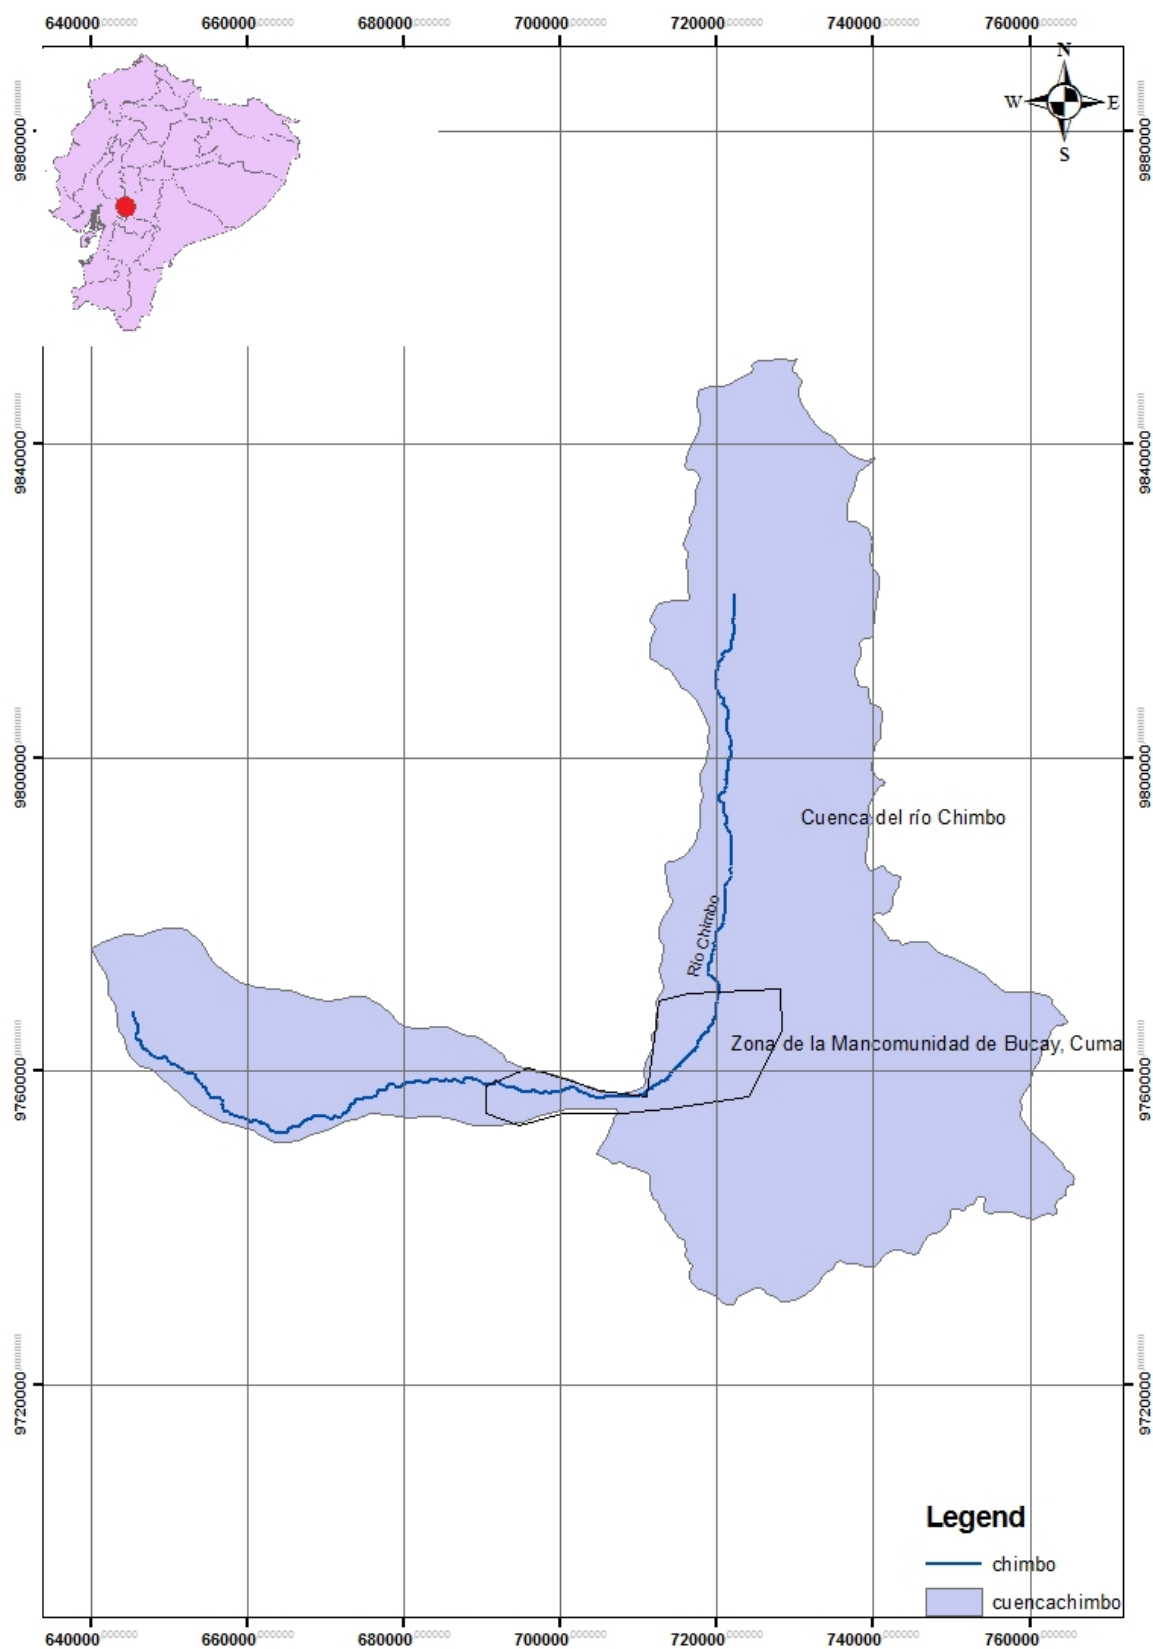 640000 660000 680000 700000 720000 740000 760000
N
W E
S
9880000 9880000
9840000 9840000
9800000 9800000
Cuenca del río Chimbo
Río Chimbo
Zona de la Mancomunidad de Bucay, Cuma
9760000 9760000
9720000 9720000
Legend
chimbo
cuencachimbo
640000 660000 680000 700000 720000 740000 760000